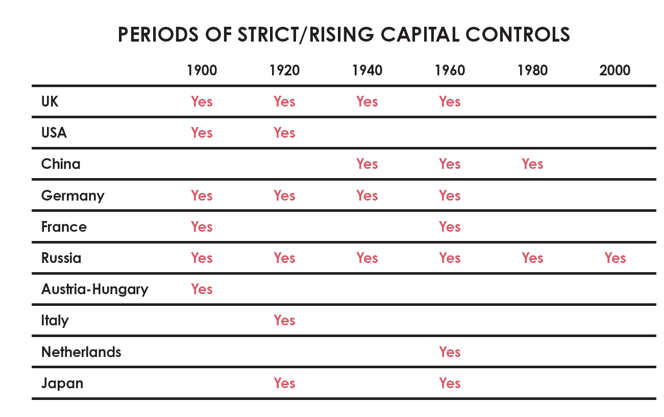 PERIODS OF STRICT/RISING CAPITAL CONTROLS
1900 1920 1940 1960 1980 2000
UK Yes Yes Yes Yes
USA Yes Yes
China Yes Yes Yes
Germany Yes Yes Yes Yes
France Yes Yes
Russia Yes Yes Yes Yes Yes Yes
Austria-Hungary Yes
Italy Yes
Netherlands Yes
Japan Yes Yes